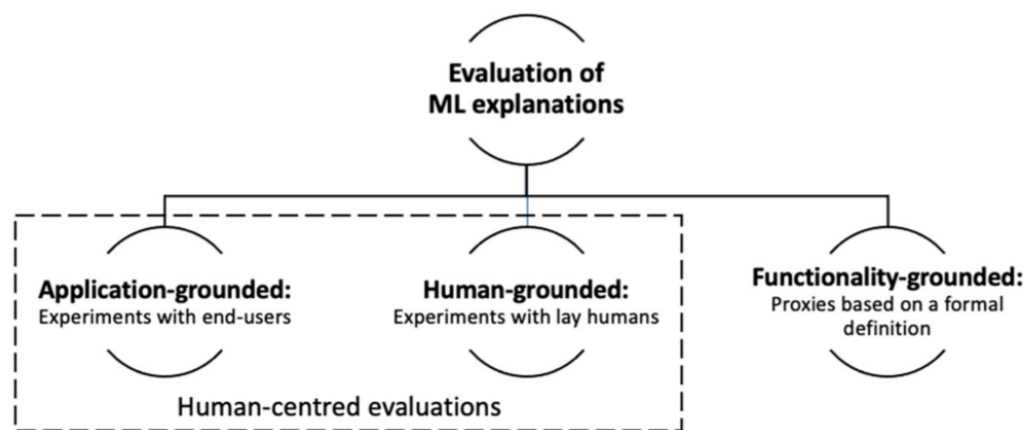 Evaluation of
ML explanations
Application-grounded:
Experiments with end-users
Human-grounded:
Experiments with lay humans
Functionality-grounded:
Proxies based on a formal
definition
Human-centred evaluations